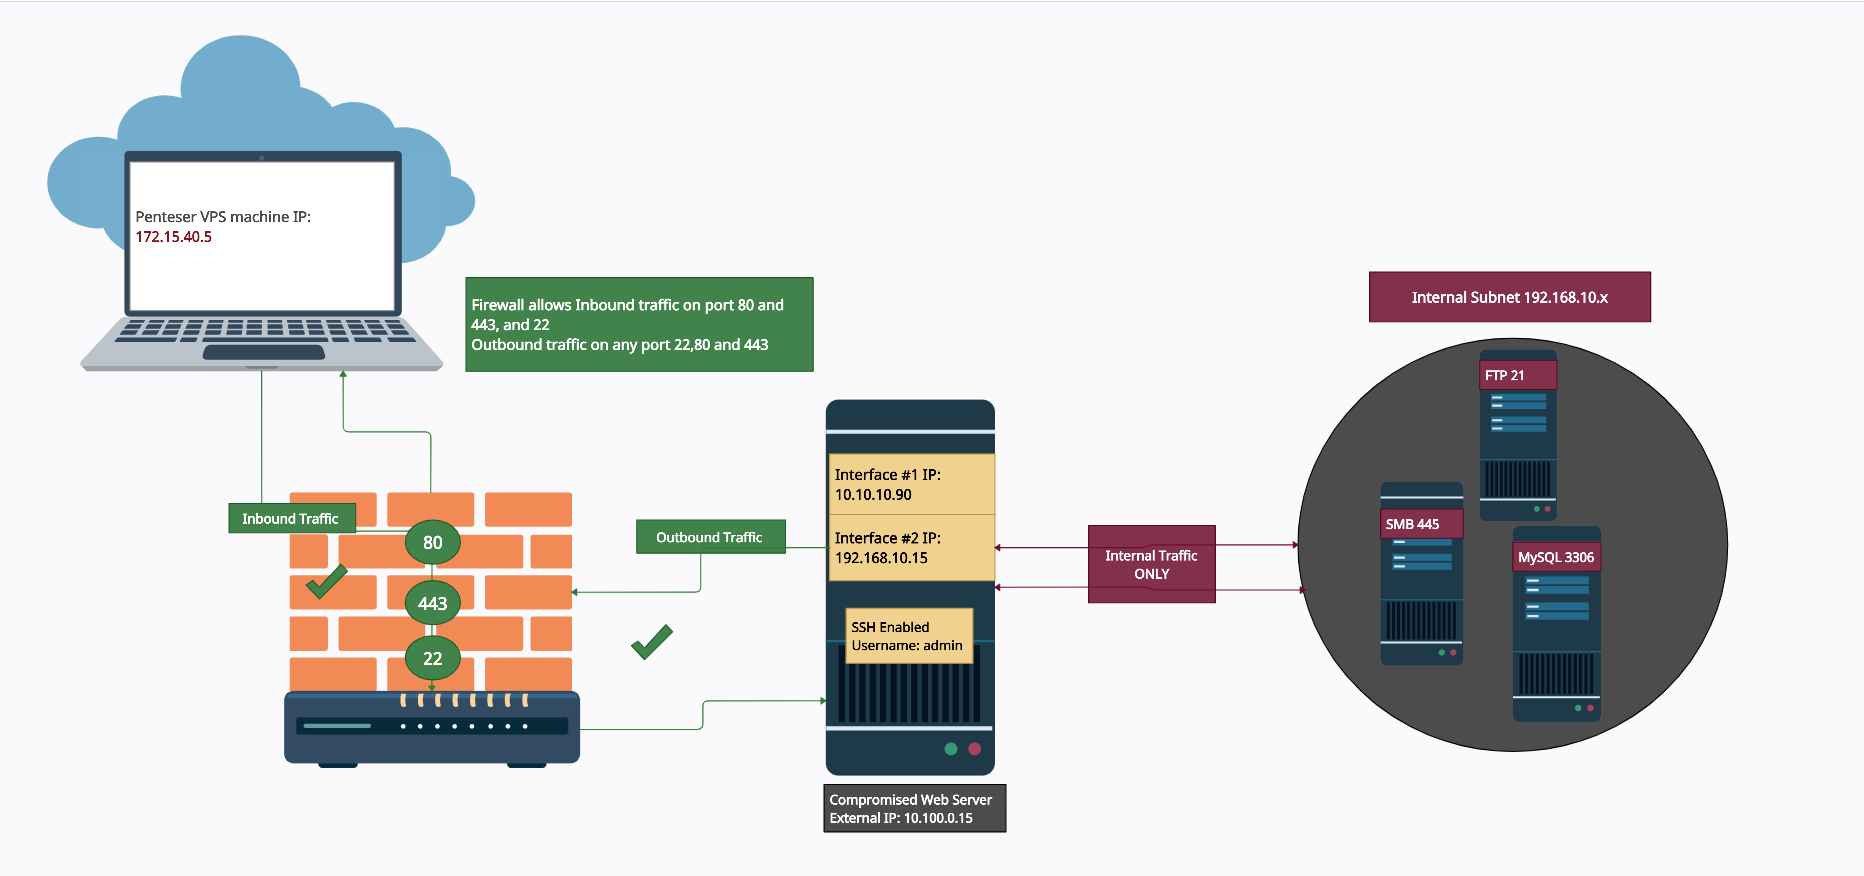 Penteser VPS machine IP:
172.15.40.5
Firewall allows Inbound traffic on port 80 and
443, and 22
Outbound traffic on any port 22,80 and 443
Internal Subnet 192.168.10.x
FTP 21
SMB 445
MySQL 3306
Interface #1 IP:
10.10.10.90
Interface #2 IP:
192.168.10.15
Inbound Traffic
Outbound Traffic
Internal Traffic
ONLY
80
443
22
SSH Enabled
Username: admin
Compromised Web Server
External IP: 10.100.0.15